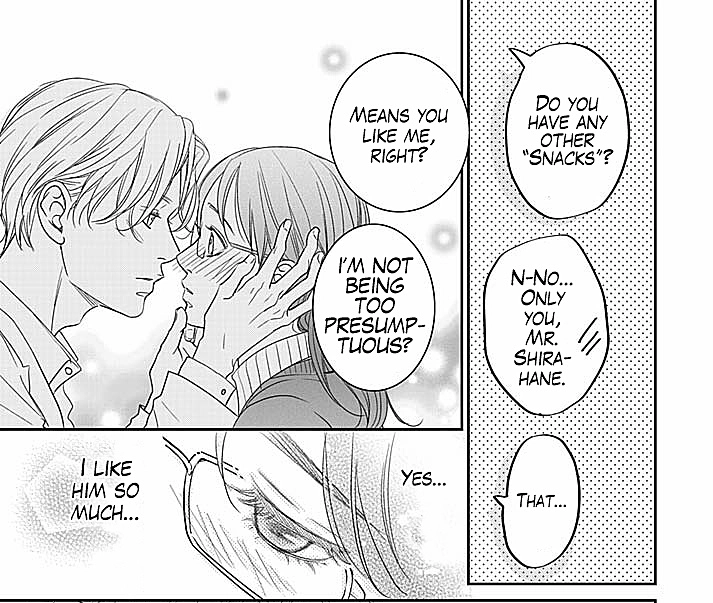 DO YOU
HAVE ANY
OTHER
"SNACKS"?
N-NO...
ONLY
YOU,
MR.
SHIRA-
HANE.
THAT...
MEANS YOU
LIKE ME,
RIGHT?
I'M NOT
BEING
TOO
PRESUMP-
TUOUS?
YES...
I LIKE
HIM SO
MUCH...